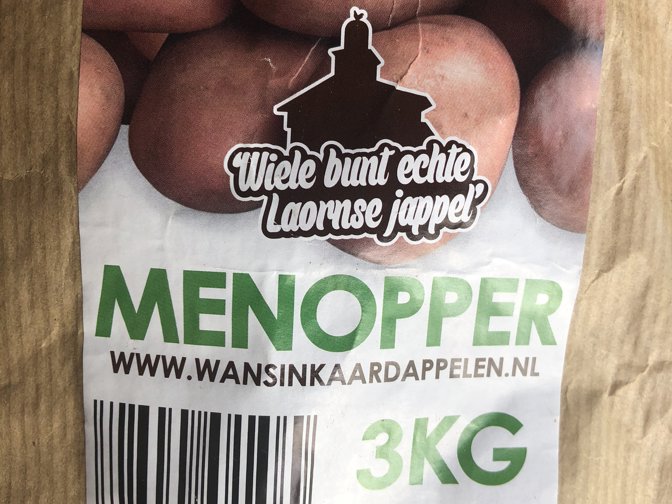 'Wiele bunt echte
Laornse jappel'
MENOPPER
WWW.WANSINKAARDAPPELEN.NL
3KG